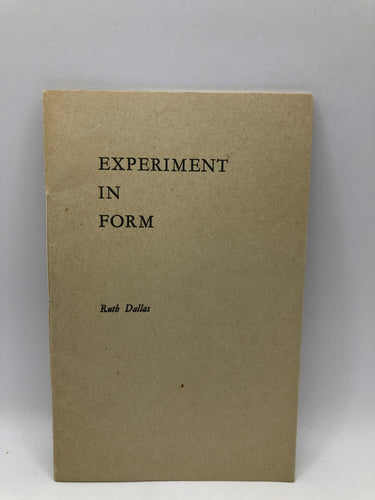 EXPERIMENT
IN
FORM
Ruth Dallas